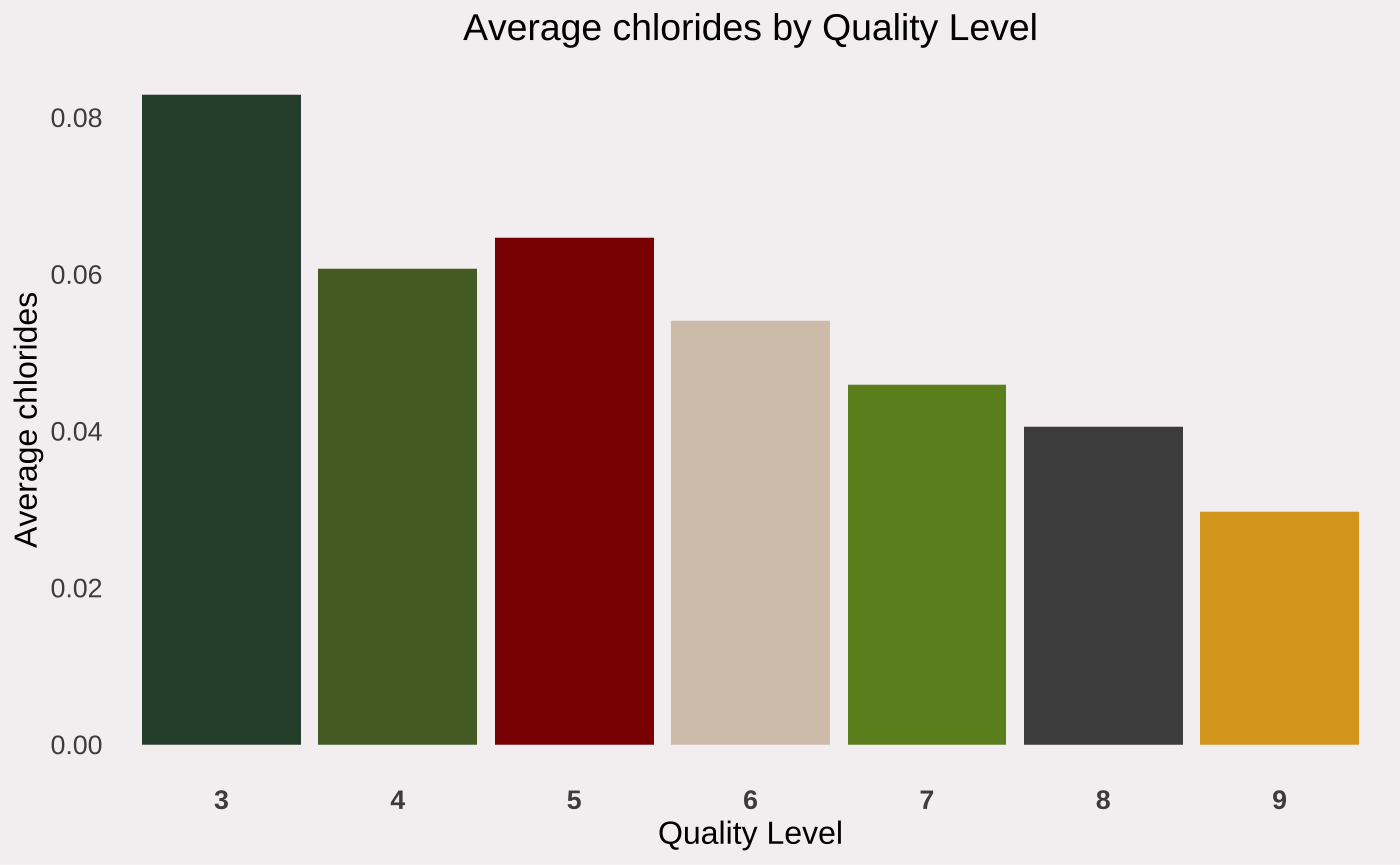 Average chlorides by Quality Level
Average chlorides
0.08
0.06
0.04
0.02
0.00
3 4 5 6 7 8 9
Quality Level